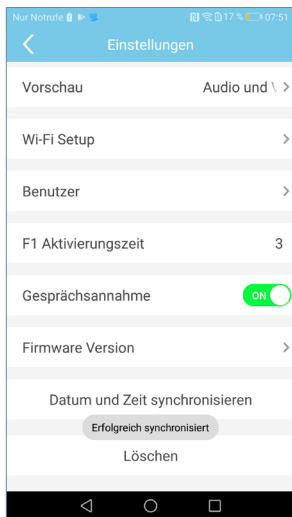 Nur Notrufe 17 % 07:51
Einstellungen
Vorschau Audio und
Wi-Fi Setup
Benutzer
F1 Aktivierungszeit 3
Gesprächsannahme ON
Firmware Version
Datum und Zeit synchronisieren
Erfolgreich synchronisiert
Löschen